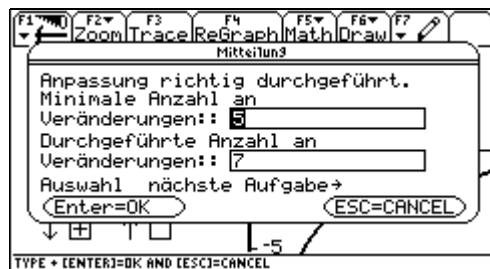 F1 F2 F3 F4 F5 F6 F7
Zoom Trace ReGraph Math Draw
Mitteilung
Anpassung richtig durchgeführt.
Minimale Anzahl an
Veränderungen:: 5
Durchgeführte Anzahl an
Veränderungen:: 7
Auswahl nächste Aufgabe→
Enter=OK ESC=CANCEL
-5
TYPE + [ENTER]=OK AND [ESC]=CANCEL